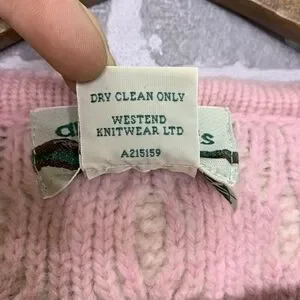 DRY CLEAN ONLY
WESTEND
KNITWEAR LTD
A215159